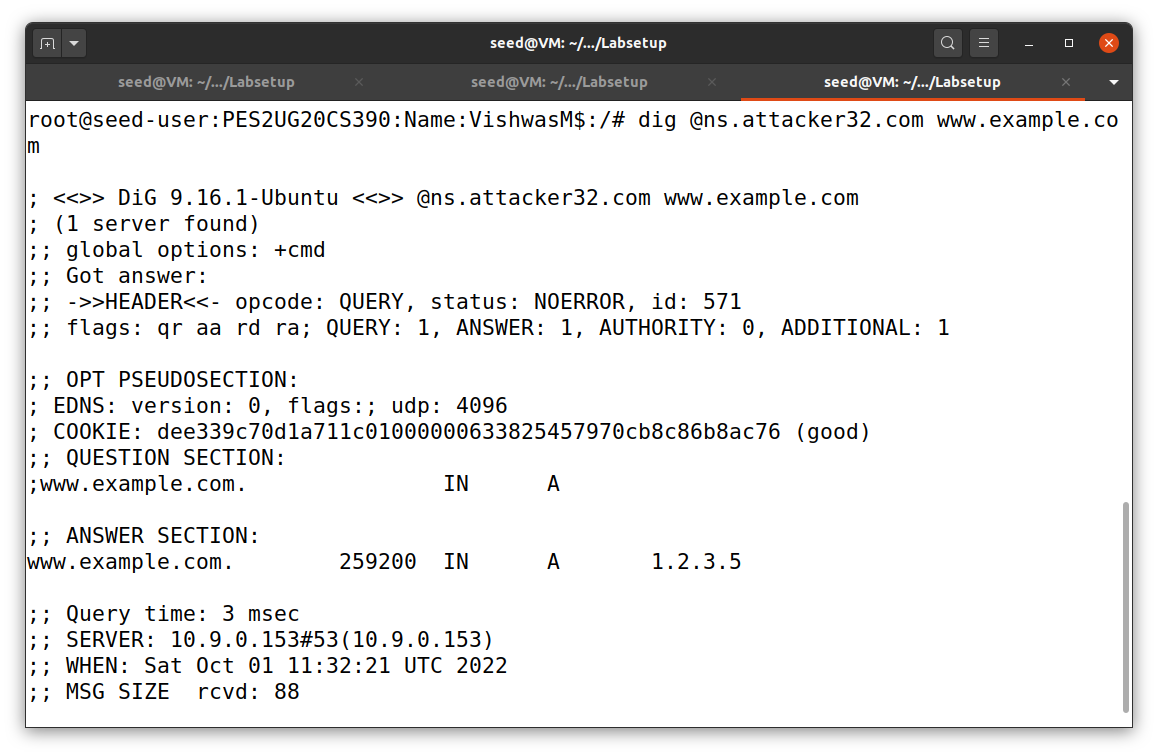 seed@VM: ~/.../Labsetup
seed@VM: ~/.../Labsetup seed@VM: ~/.../Labsetup seed@VM: ~/.../Labsetup
root@seed-user:PES2UG20CS390:Name:VishwasM$:/# dig @ns.attacker32.com www.example.co
m
; <<>> DiG 9.16.1-Ubuntu <<>> @ns.attacker32.com www.example.com
; (1 server found)
;; global options: +cmd
;; Got answer:
;; ->>HEADER<<- opcode: QUERY, status: NOERROR, id: 571
;; flags: qr aa rd ra; QUERY: 1, ANSWER: 1, AUTHORITY: 0, ADDITIONAL: 1
;; OPT PSEUDOSECTION:
; EDNS: version: 0, flags:; udp: 4096
; COOKIE: dee339c70d1a711c01000000633825457970cb8c86b8ac76 (good)
;; QUESTION SECTION:
;www.example.com. IN A
;; ANSWER SECTION:
www.example.com. 259200 IN A 1.2.3.5
;; Query time: 3 msec
;; SERVER: 10.9.0.153#53(10.9.0.153)
;; WHEN: Sat Oct 01 11:32:21 UTC 2022
;; MSG SIZE  rcvd: 88